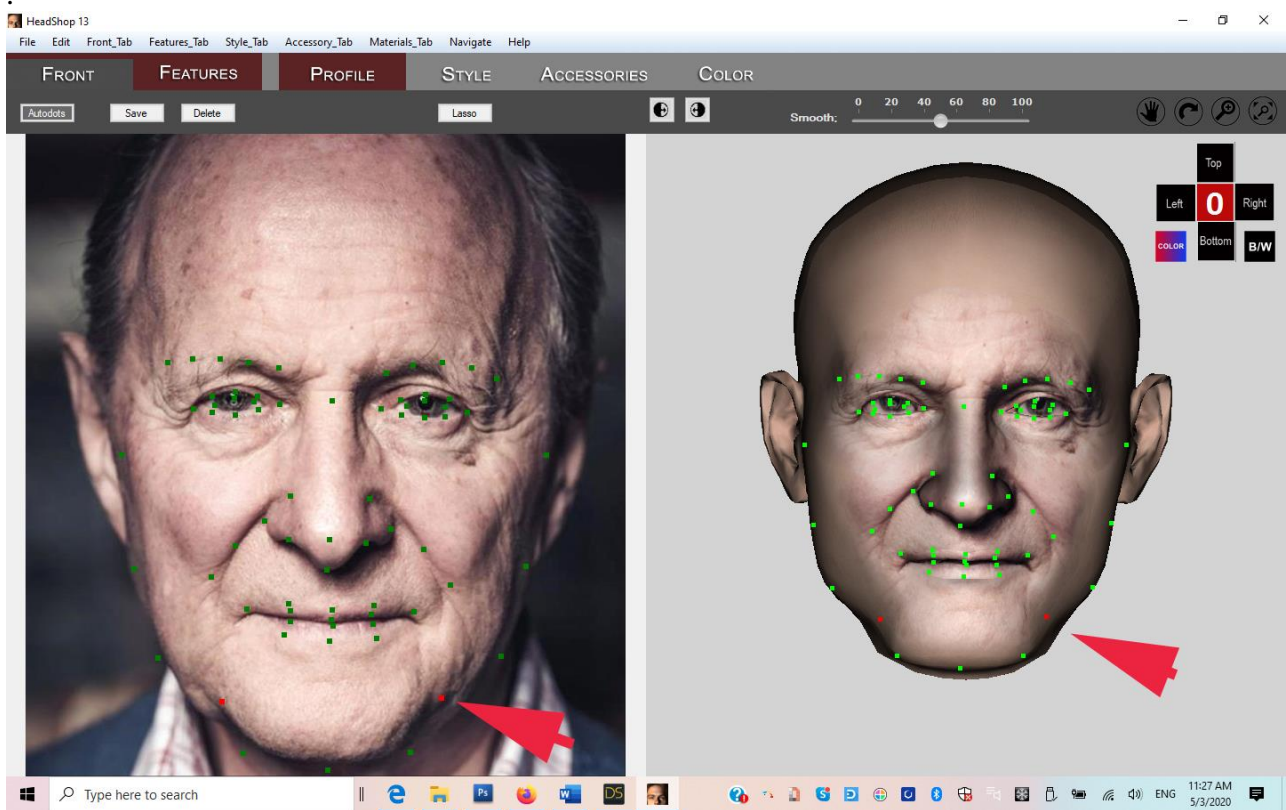 HeadShop 13
File Edit Front_Tab Features_Tab Style_Tab Accessory_Tab Materials_Tab Navigate Help
FRONT FEATURES PROFILE STYLE ACCESSORIES COLOR
Autodots Save Delete Lasso
0 20 40 60 80 100
Smooth:
Top
Left 0 Right
COLOR Bottom B/W
Type here to search
Ps
W
DS
S
D
ENG
11:27 AM
5/3/2020